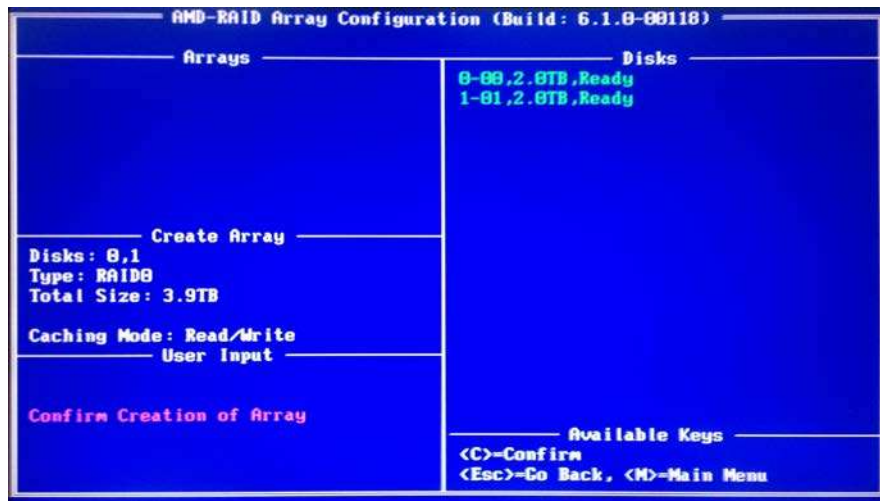 AMD-RAID Array Configuration (Build: 6.1.0-00118)
Arrays
Create Array
Disks: 0,1
Type: RAID0
Total Size: 3.9TB
Caching Mode: Read/Write
User Input
Confirm Creation of Array
Disks
0-00,2.0TB,Ready
1-01,2.0TB,Ready
Available Keys
<C>=Confirm
<Esc>=Go Back, <M>=Main Menu